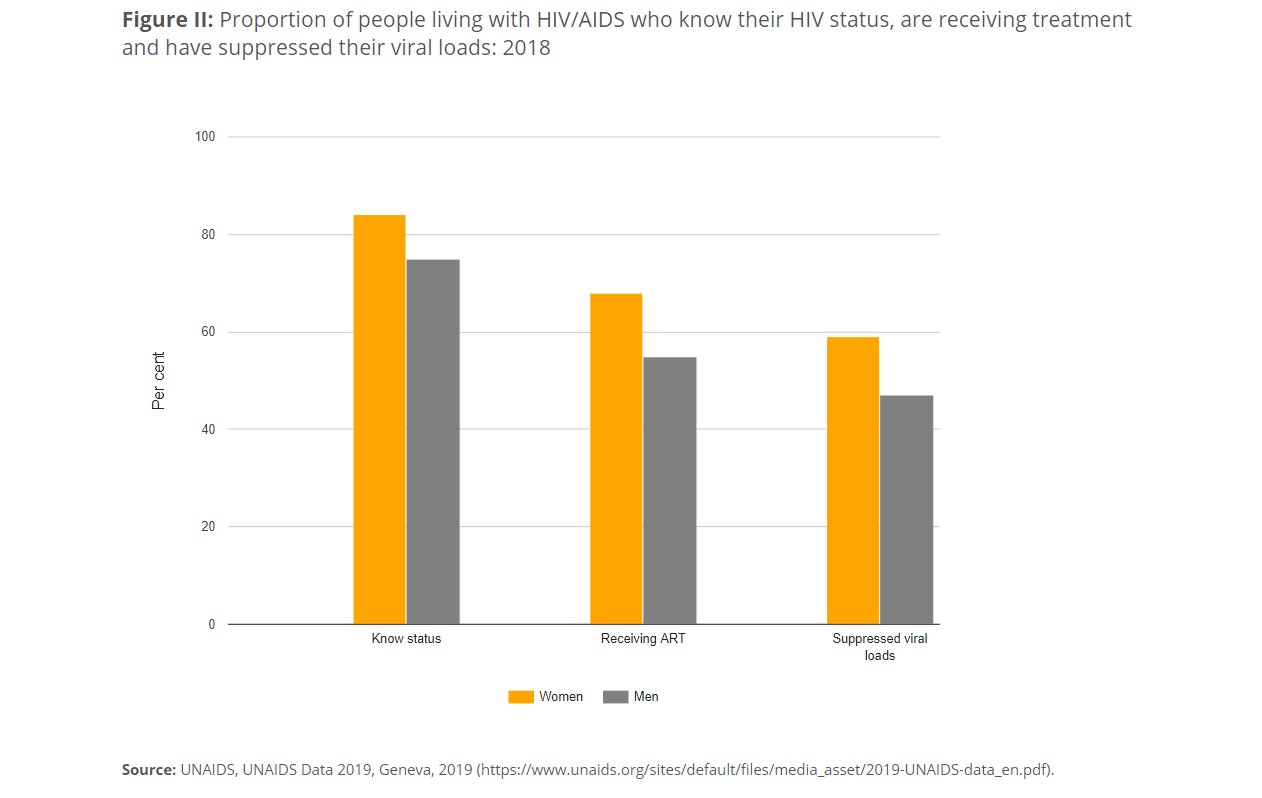 Figure II: Proportion of people living with HIV/AIDS who know their HIV status, are receiving treatment
and have suppressed their viral loads: 2018
100
80
60
40
20
0
Per cent
Know status
Receiving ART
Suppressed viral
loads
Women
Men
Source: UNAIDS, UNAIDS Data 2019, Geneva, 2019 (https://www.unaids.org/sites/default/files/media_asset/2019-UNAIDS-data_en.pdf).